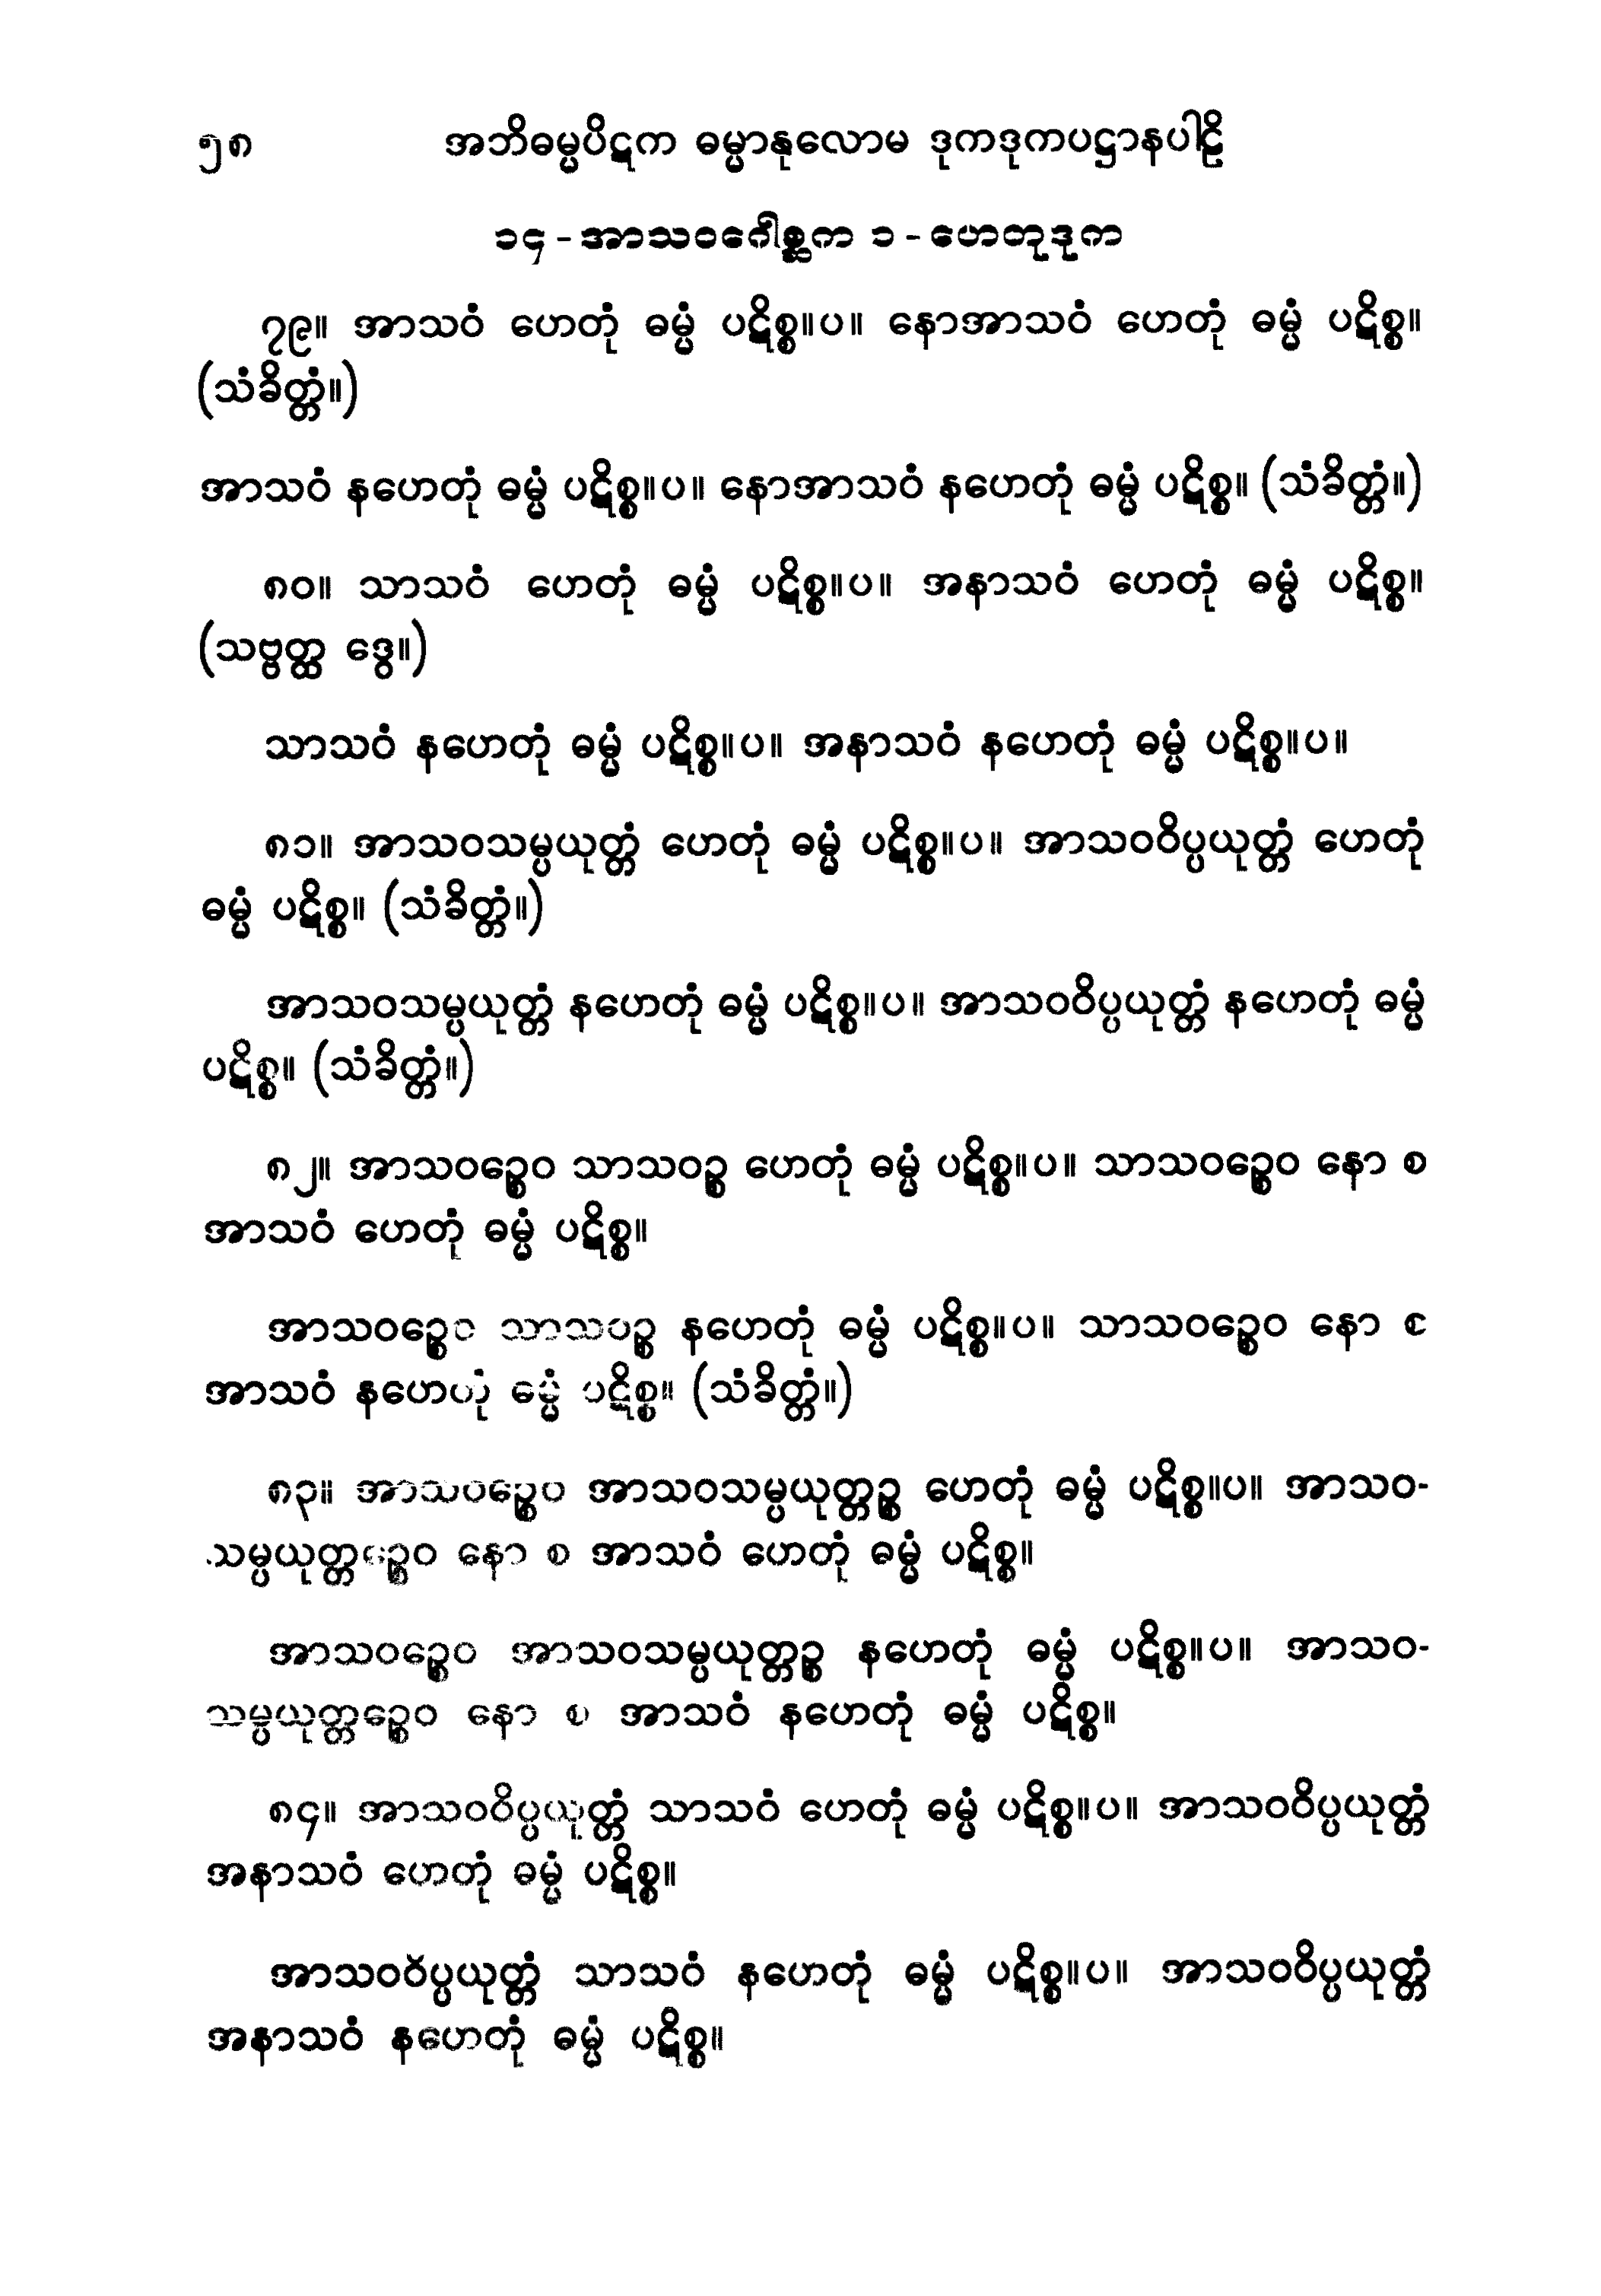 ၅၈ အဘိဓမ္မပိဋက ဓမ္မာနုလောမ ဒုကဒုကပဋ္ဌာနပါဠိ
၁၄-အာသဝဂေါစ္ဆက ၁-ဟေတုဒုက
၇၉။ အာသဝံ ဟေတုံ ဓမ္မံ ပဋိစ္စ။ပ။ နောအာသဝံ ဟေတုံ ဓမ္မံ ပဋိစ္စ။
(သံခိတ္တံ။)
အာသဝံ နဟေတုံ ဓမ္မံ ပဋိစ္စ။ပ။ နောအာသဝံ နဟေတုံ ဓမ္မံ ပဋိစ္စ။ (သံခိတ္တံ။)
၈၀။ သာသဝံ ဟေတုံ ဓမ္မံ ပဋိစ္စ။ပ။ အနာသဝံ ဟေတုံ ဓမ္မံ ပဋိစ္စ။
(သဗ္ဗတ္ထ ဒွေ။)
သာသဝံ နဟေတုံ ဓမ္မံ ပဋိစ္စ။ပ။ အနာသဝံ နဟေတုံ ဓမ္မံ ပဋိစ္စ။ပ။
၈၁။ အာသဝသမ္ပယုတ္တံ ဟေတုံ ဓမ္မံ ပဋိစ္စ။ပ။ အာသဝဝိပ္ပယုတ္တံ ဟေတုံ
ဓမ္မံ ပဋိစ္စ။ (သံခိတ္တံ။)
အာသဝသမ္ပယုတ္တံ နဟေတုံ ဓမ္မံ ပဋိစ္စ။ပ။ အာသဝဝိပ္ပယုတ္တံ နဟေတုံ ဓမ္မံ
ပဋိစ္စ။ (သံခိတ္တံ။)
၈၂။ အာသဝဉ္စေဝ သာသဝဉ္စ ဟေတုံ ဓမ္မံ ပဋိစ္စ။ပ။ သာသဝဉ္စေဝ နော စ
အာသဝံ ဟေတုံ ဓမ္မံ ပဋိစ္စ။
အာသဝဉ္စေဝ သာသဝဉ္စ နဟေတုံ ဓမ္မံ ပဋိစ္စ။ပ။ သာသဝဉ္စေဝ နော စ
အာသဝံ နဟေတုံ ဓမ္မံ ပဋိစ္စ။ (သံခိတ္တံ။)
၈၃။ အာသဝဉ္စေဝ အာသဝသမ္ပယုတ္တဉ္စ ဟေတုံ ဓမ္မံ ပဋိစ္စ။ပ။ အာသဝ-
သမ္ပယုတ္တဉ္စေဝ နော စ အာသဝံ ဟေတုံ ဓမ္မံ ပဋိစ္စ။
အာသဝဉ္စေဝ အာသဝသမ္ပယုတ္တဉ္စ နဟေတုံ ဓမ္မံ ပဋိစ္စ။ပ။ အာသဝ-
သမ္ပယုတ္တဉ္စေဝ နော စ အာသဝံ နဟေတုံ ဓမ္မံ ပဋိစ္စ။
၈၄။ အာသဝဝိပ္ပယုတ္တံ သာသဝံ ဟေတုံ ဓမ္မံ ပဋိစ္စ။ပ။ အာသဝဝိပ္ပယုတ္တံ
အနာသဝံ ဟေတုံ ဓမ္မံ ပဋိစ္စ။
အာသဝဝိပ္ပယုတ္တံ သာသဝံ နဟေတုံ ဓမ္မံ ပဋိစ္စ။ပ။ အာသဝဝိပ္ပယုတ္တံ
အနာသဝံ နဟေတုံ ဓမ္မံ ပဋိစ္စ။